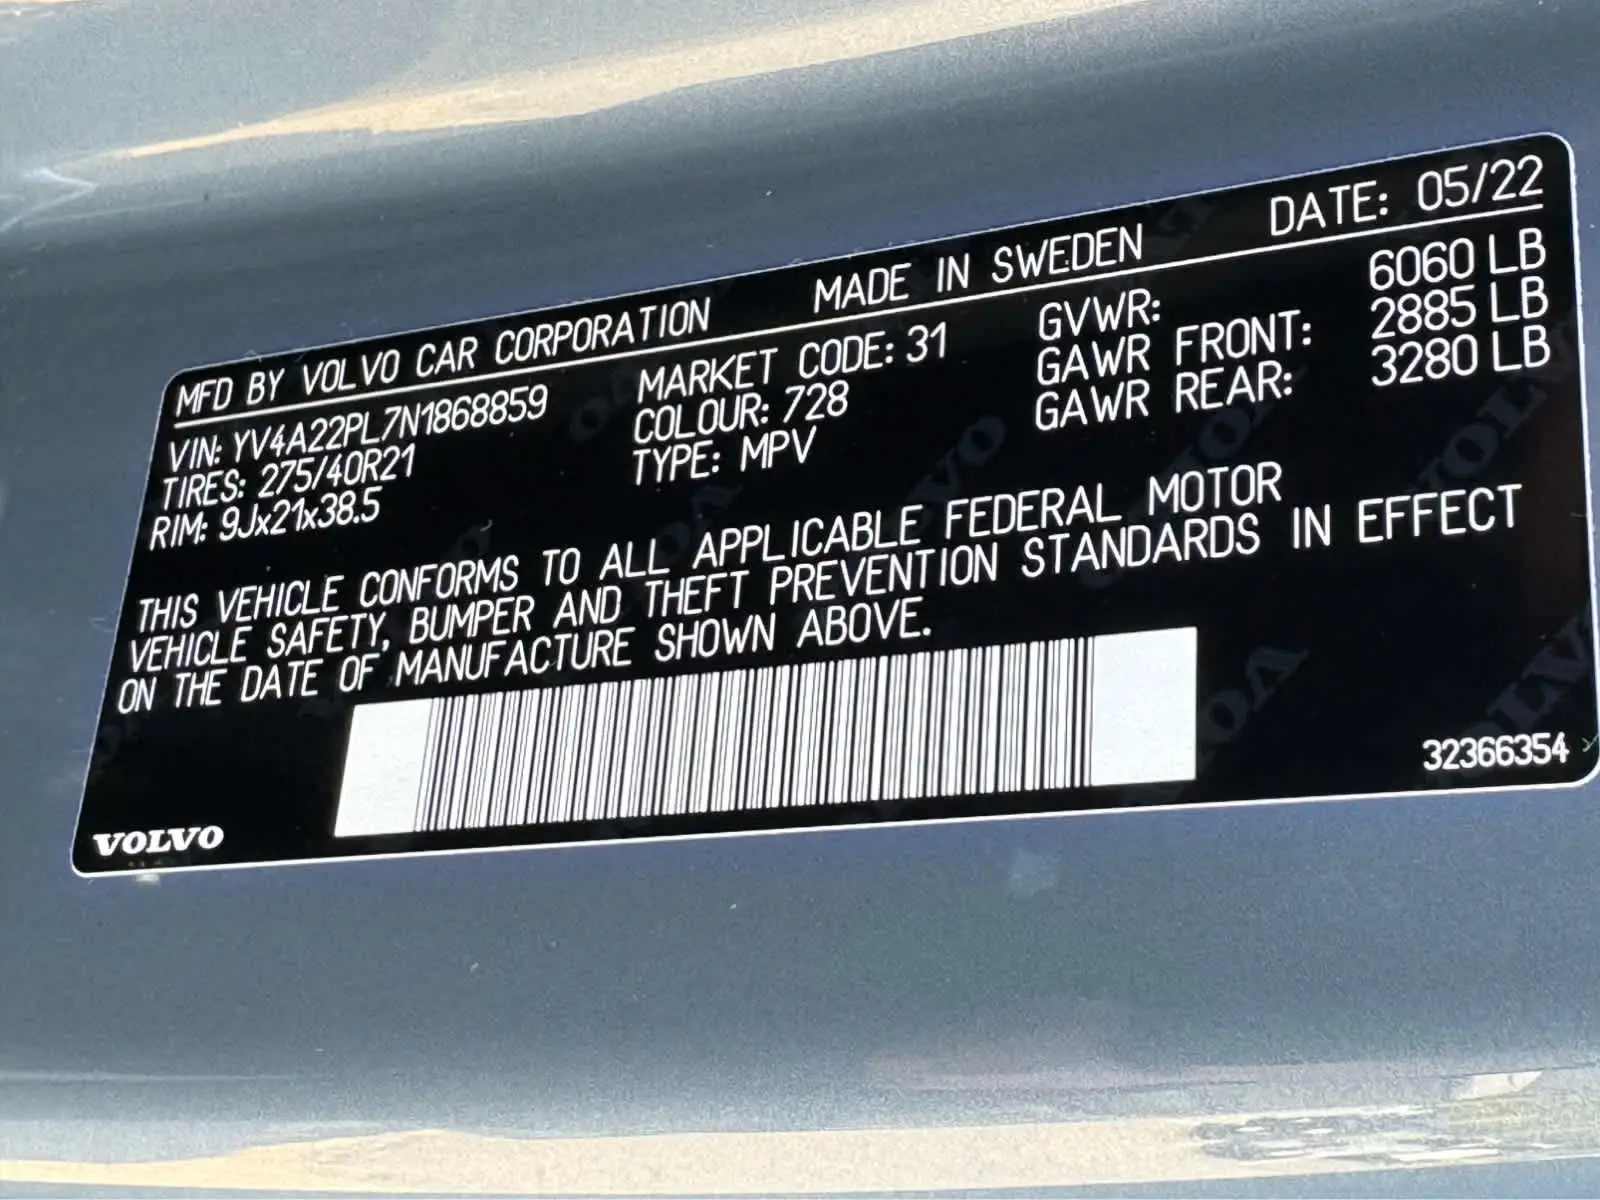 MFD BY VOLVO CAR CORPORATION MADE IN SWEDEN DATE: 05/22
VIN: YV4A22PL7N1868859 MARKET CODE: 31 GVWR: 6060 LB
TIRES: 275/40R21 COLOUR: 728 GAWR FRONT: 2885 LB
RIM: 9Jx21x38.5 TYPE: MPV GAWR REAR: 3280 LB
THIS VEHICLE CONFORMS TO ALL APPLICABLE FEDERAL MOTOR
VEHICLE SAFETY, BUMPER AND THEFT PREVENTION STANDARDS IN EFFECT
ON THE DATE OF MANUFACTURE SHOWN ABOVE.
32366354
VOLVO